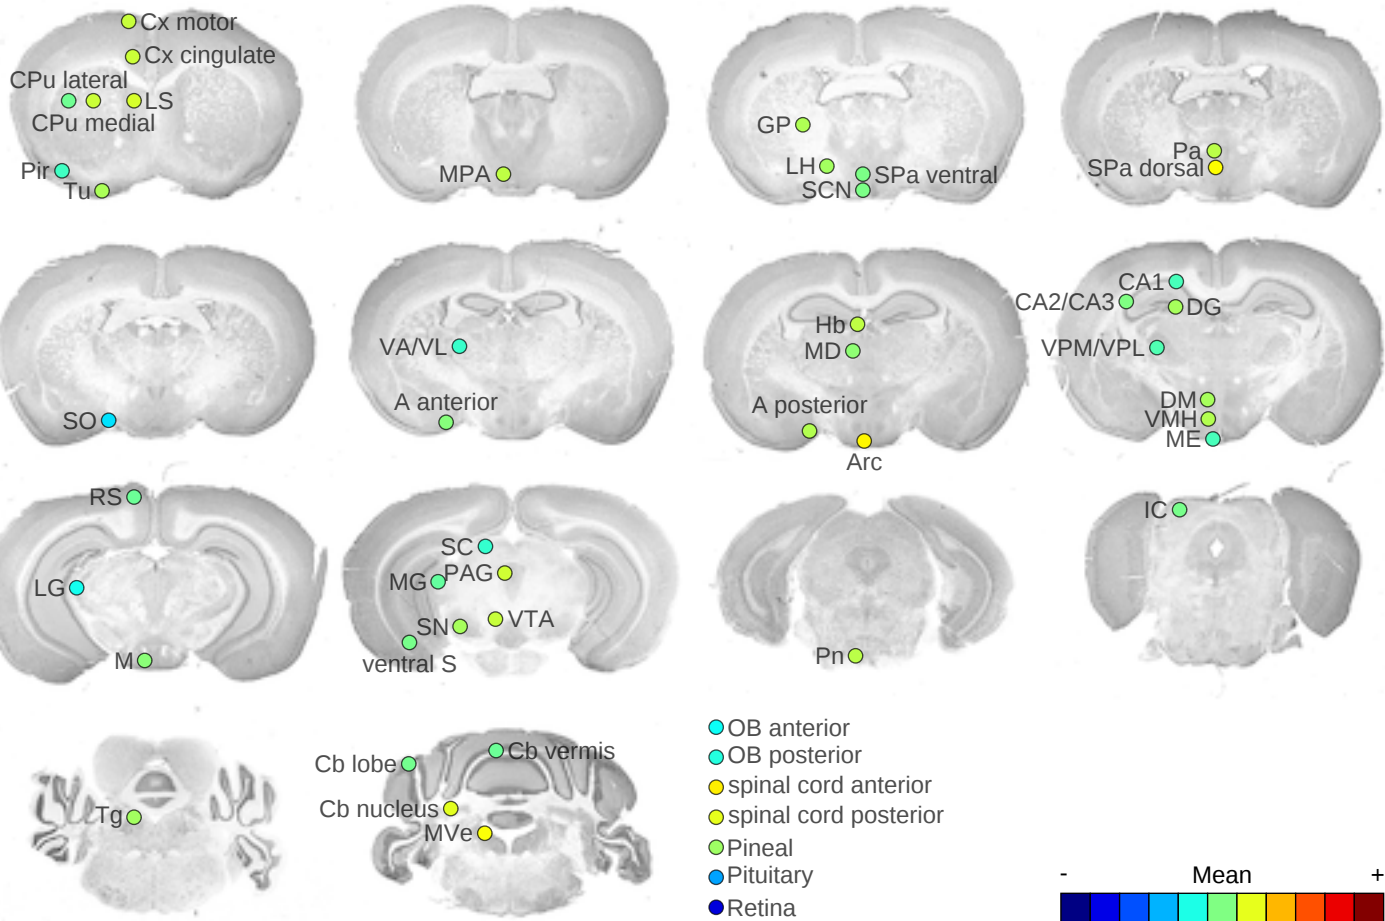 Cx motor
Cx cingulate
CPu lateral
LS
CPu medial
Pir
Tu
MPA
GP
LH
SPa ventral
SCN
Pa
SPa dorsal
SO
VA/VL
A anterior
Hb
MD
A posterior
Arc
CA1
CA2/CA3
DG
VPM/VPL
DM
VMH
ME
RS
LG
M
SC
MG
PAG
SN
VTA
ventral S
Pn
IC
Tg
Cb lobe
Cb vermis
Cb nucleus
MVe
OB anterior
OB posterior
spinal cord anterior
spinal cord posterior
Pineal
Pituitary
Retina
- Mean +